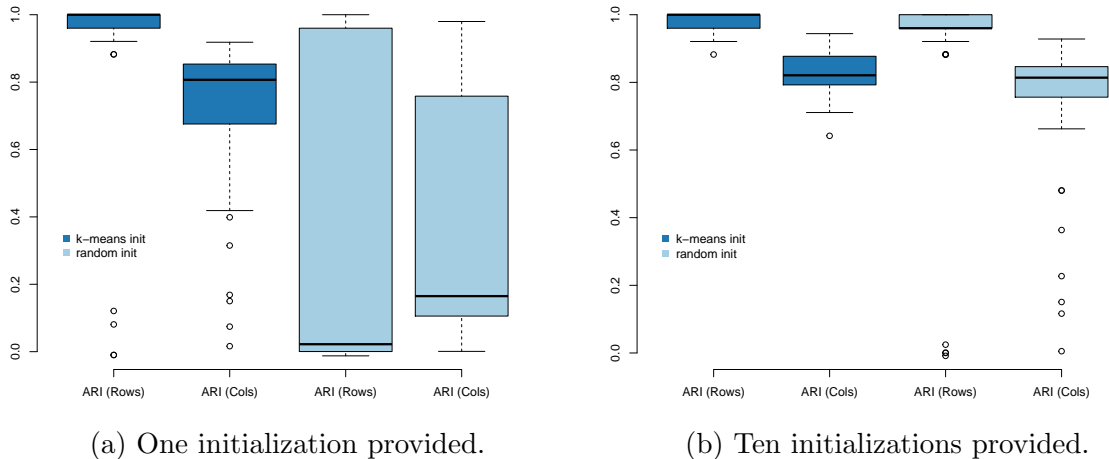 1.0
0.8
0.6
0.4
0.2
0.0
k−means init
random init
ARI (Rows) ARI (Cols) ARI (Rows) ARI (Cols)
(a) One initialization provided.
1.0
0.8
0.6
0.4
0.2
0.0
k−means init
random init
ARI (Rows) ARI (Cols) ARI (Rows) ARI (Cols)
(b) Ten initializations provided.